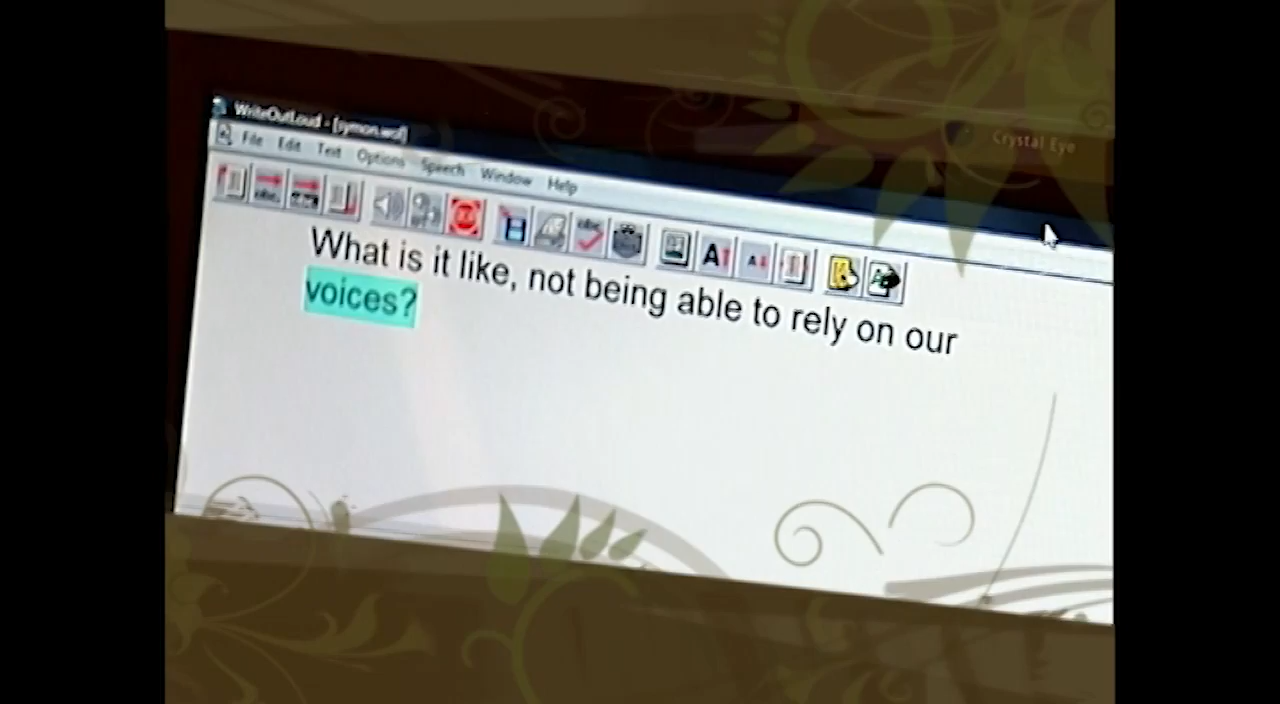 WriteOutLoud - [symon.wol]
Crystal Eye
File Edit Text Options Speech Window Help
What is it like, not being able to rely on our
voices?